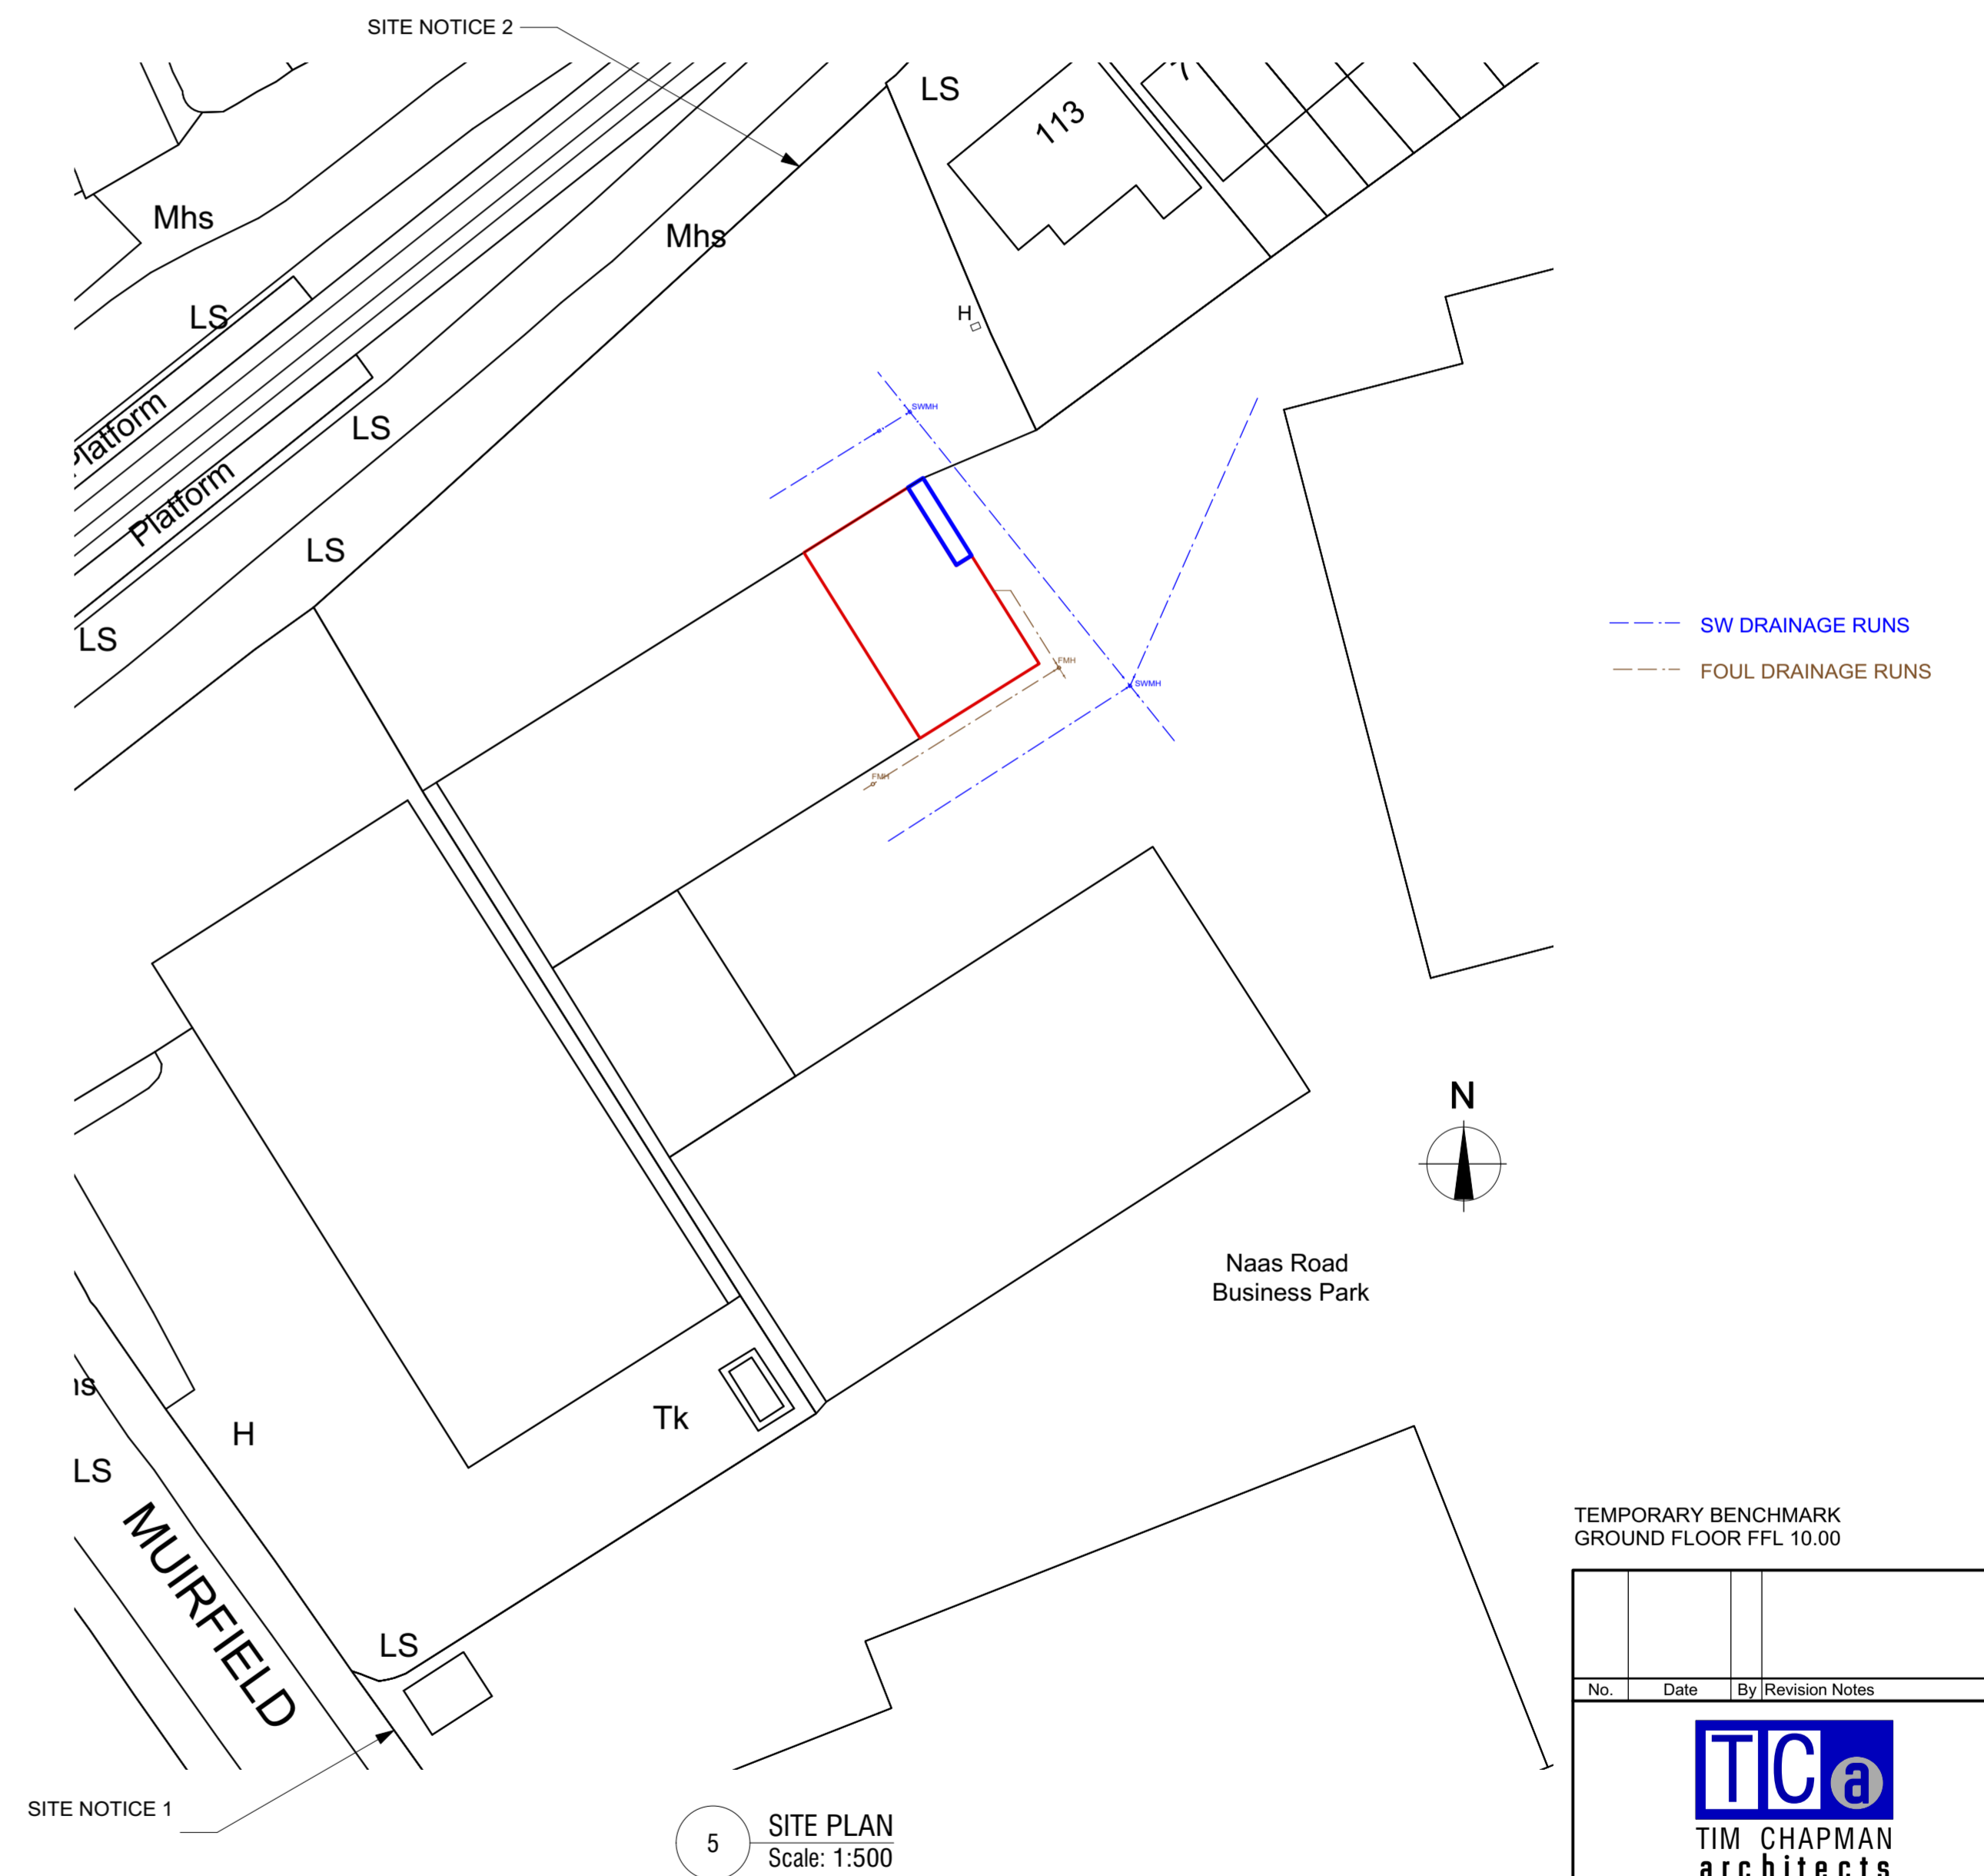 SITE NOTICE 2
LS
113
Mhs
Mhs
LS
H
Platform
LS
SWMH
Platform
LS
LS
SW DRAINAGE RUNS
FMH
FOUL DRAINAGE RUNS
SWMH
FMH
N
Naas Road
Business Park
H
Tk
LS
MUIRFIELD
LS
TEMPORARY BENCHMARK
GROUND FLOOR FFL 10.00
No. Date By Revision Notes
SITE NOTICE 1
5
SITE PLAN
Scale: 1:500
TCa
TIM CHAPMAN
architects